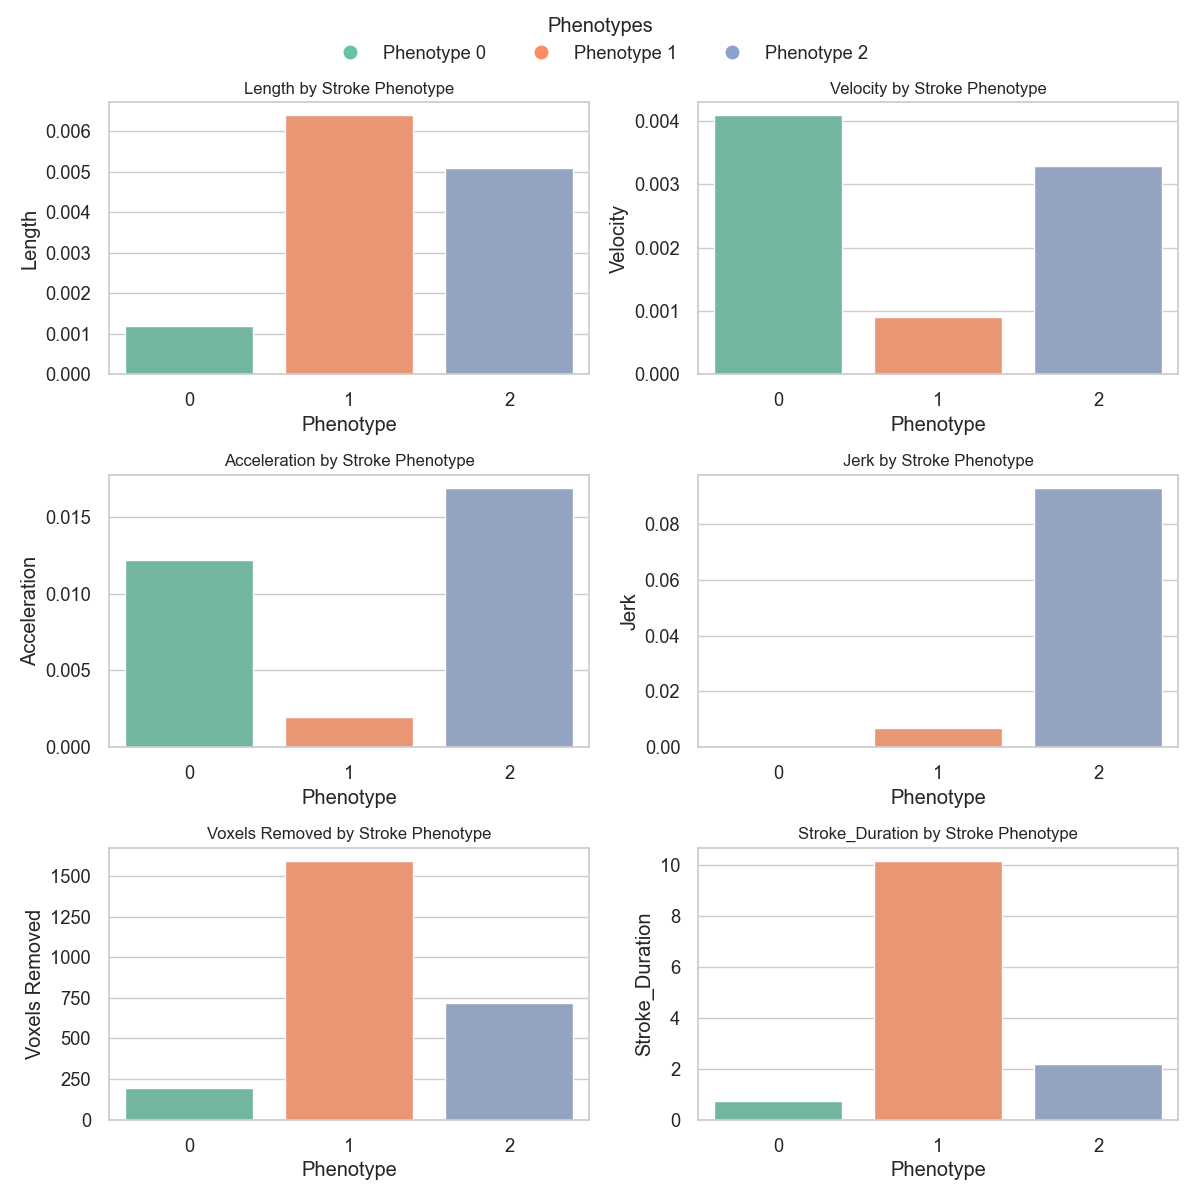 Phenotypes
Phenotype 0 Phenotype 1 Phenotype 2
Length by Stroke Phenotype
Length
0.006
0.005
0.004
0.003
0.002
0.001
0.000
0 1 2
Phenotype
Velocity by Stroke Phenotype
Velocity
0.004
0.003
0.002
0.001
0.000
0 1 2
Phenotype
Acceleration by Stroke Phenotype
Acceleration
0.015
0.010
0.005
0.000
0 1 2
Phenotype
Jerk by Stroke Phenotype
Jerk
0.08
0.06
0.04
0.02
0.00
0 1 2
Phenotype
Voxels Removed by Stroke Phenotype
Voxels Removed
1500
1250
1000
750
500
250
0
0 1 2
Phenotype
Stroke_Duration by Stroke Phenotype
Stroke_Duration
10
8
6
4
2
0
0 1 2
Phenotype